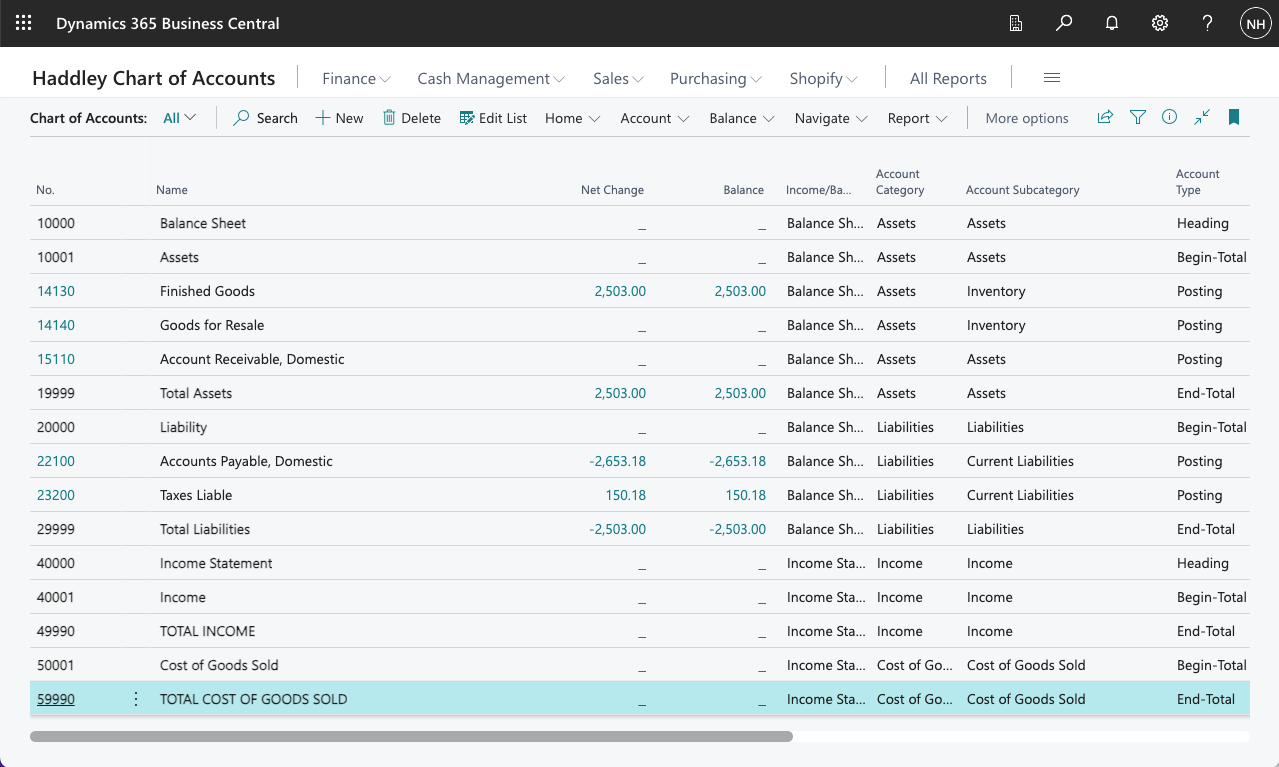 Dynamics 365 Business Central NH
Haddley Chart of Accounts Finance Cash Management Sales Purchasing Shopify All Reports
Chart of Accounts: All Search New Delete Edit List Home Account Balance Navigate Report More options
No. Name Net Change Balance Income/Ba... Account Category Account Subcategory Account Type
10000 Balance Sheet _ _ Balance Sh... Assets Assets Heading
10001 Assets _ _ Balance Sh... Assets Assets Begin-Total
14130 Finished Goods 2,503.00 2,503.00 Balance Sh... Assets Inventory Posting
14140 Goods for Resale _ _ Balance Sh... Assets Inventory Posting
15110 Account Receivable, Domestic _ _ Balance Sh... Assets Assets Posting
19999 Total Assets 2,503.00 2,503.00 Balance Sh... Assets Assets End-Total
20000 Liability _ _ Balance Sh... Liabilities Liabilities Begin-Total
22100 Accounts Payable, Domestic -2,653.18 -2,653.18 Balance Sh... Liabilities Current Liabilities Posting
23200 Taxes Liable 150.18 150.18 Balance Sh... Liabilities Current Liabilities Posting
29999 Total Liabilities -2,503.00 -2,503.00 Balance Sh... Liabilities Liabilities End-Total
40000 Income Statement _ _ Income Sta... Income Income Heading
40001 Income _ _ Income Sta... Income Income Begin-Total
49990 TOTAL INCOME _ _ Income Sta... Income Income End-Total
50001 Cost of Goods Sold _ _ Income Sta... Cost of Go... Cost of Goods Sold Begin-Total
59990 TOTAL COST OF GOODS SOLD _ _ Income Sta... Cost of Go... Cost of Goods Sold End-Total